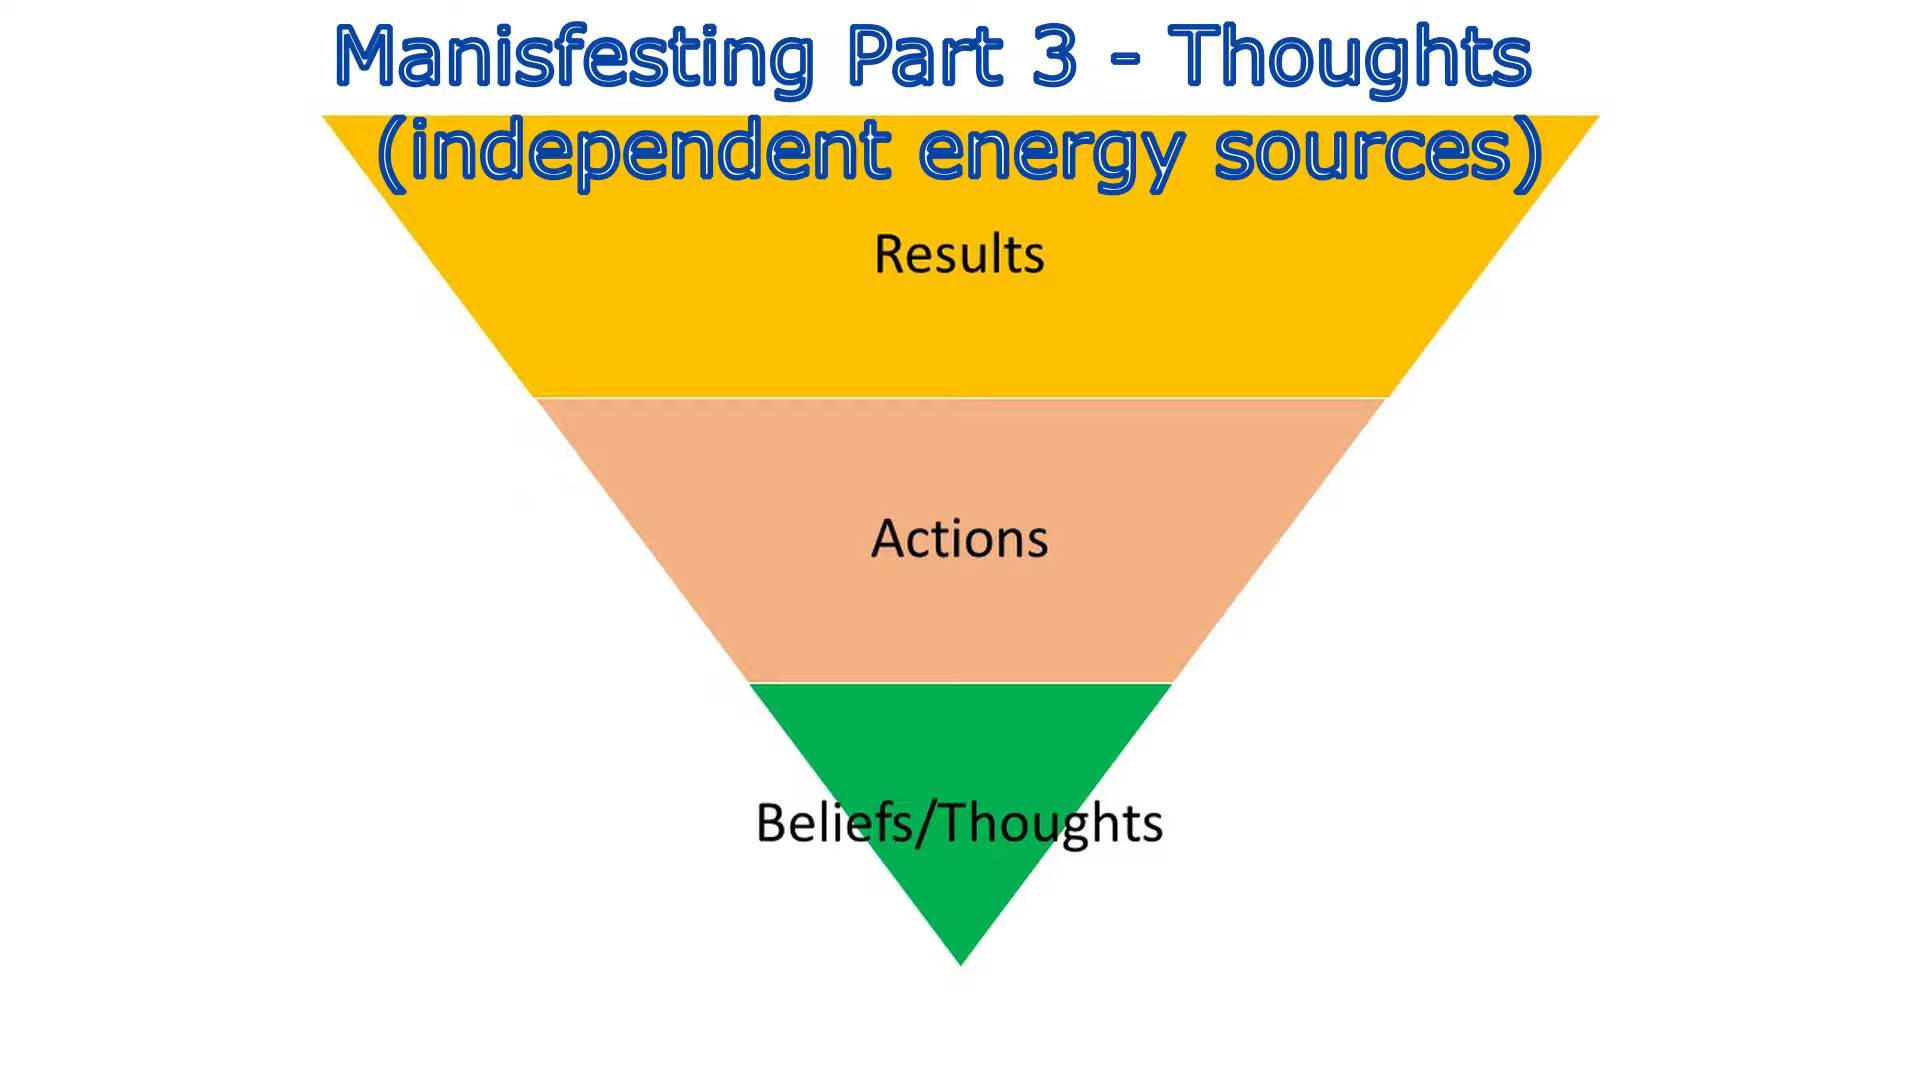 Manisfesting Part 3 - Thoughts
(independent energy sources)
Results
Actions
Beliefs/Thoughts